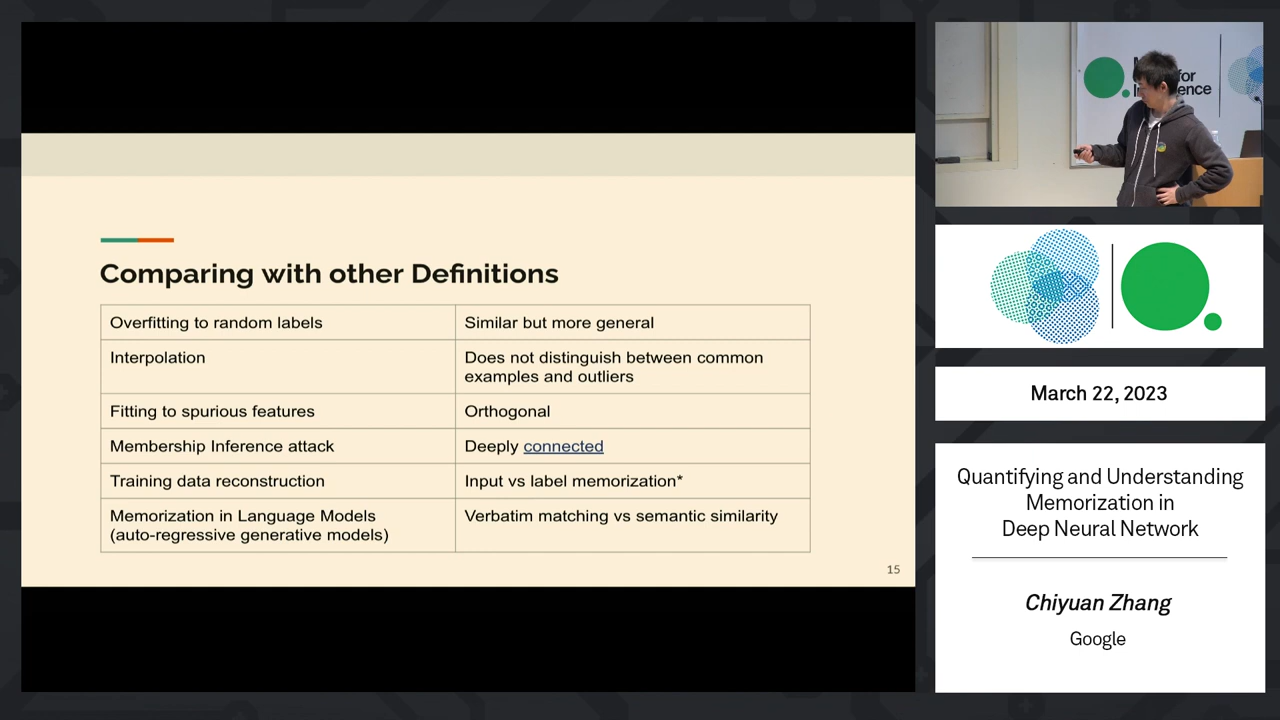 Comparing with other Definitions
Overfitting to random labels
Similar but more general
Interpolation
Does not distinguish between common
examples and outliers
Fitting to spurious features
Orthogonal
Membership Inference attack
Deeply connected
Training data reconstruction
Input vs label memorization*
Memorization in Language Models
(auto-regressive generative models)
Verbatim matching vs semantic similarity
15
for
March 22, 2023
Quantifying and Understanding
Memorization in
Deep Neural Network
Chiyuan Zhang
Google